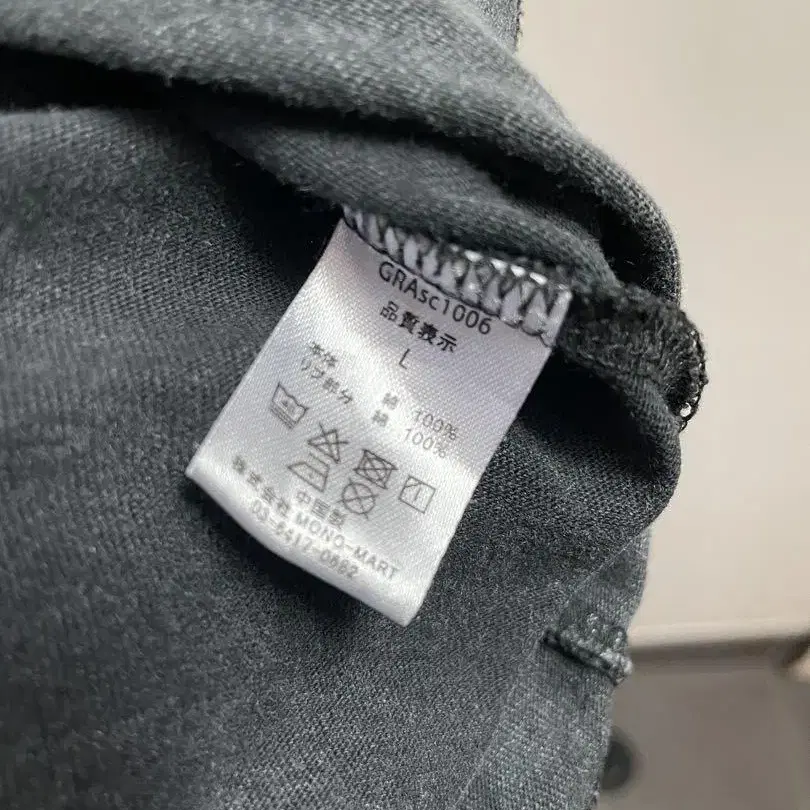 GRAsc1006
品質表示
L
本体 綿 100%
リブ部分 綿 100%
中国製
株式会社 MONO-MART
03-6417-0882